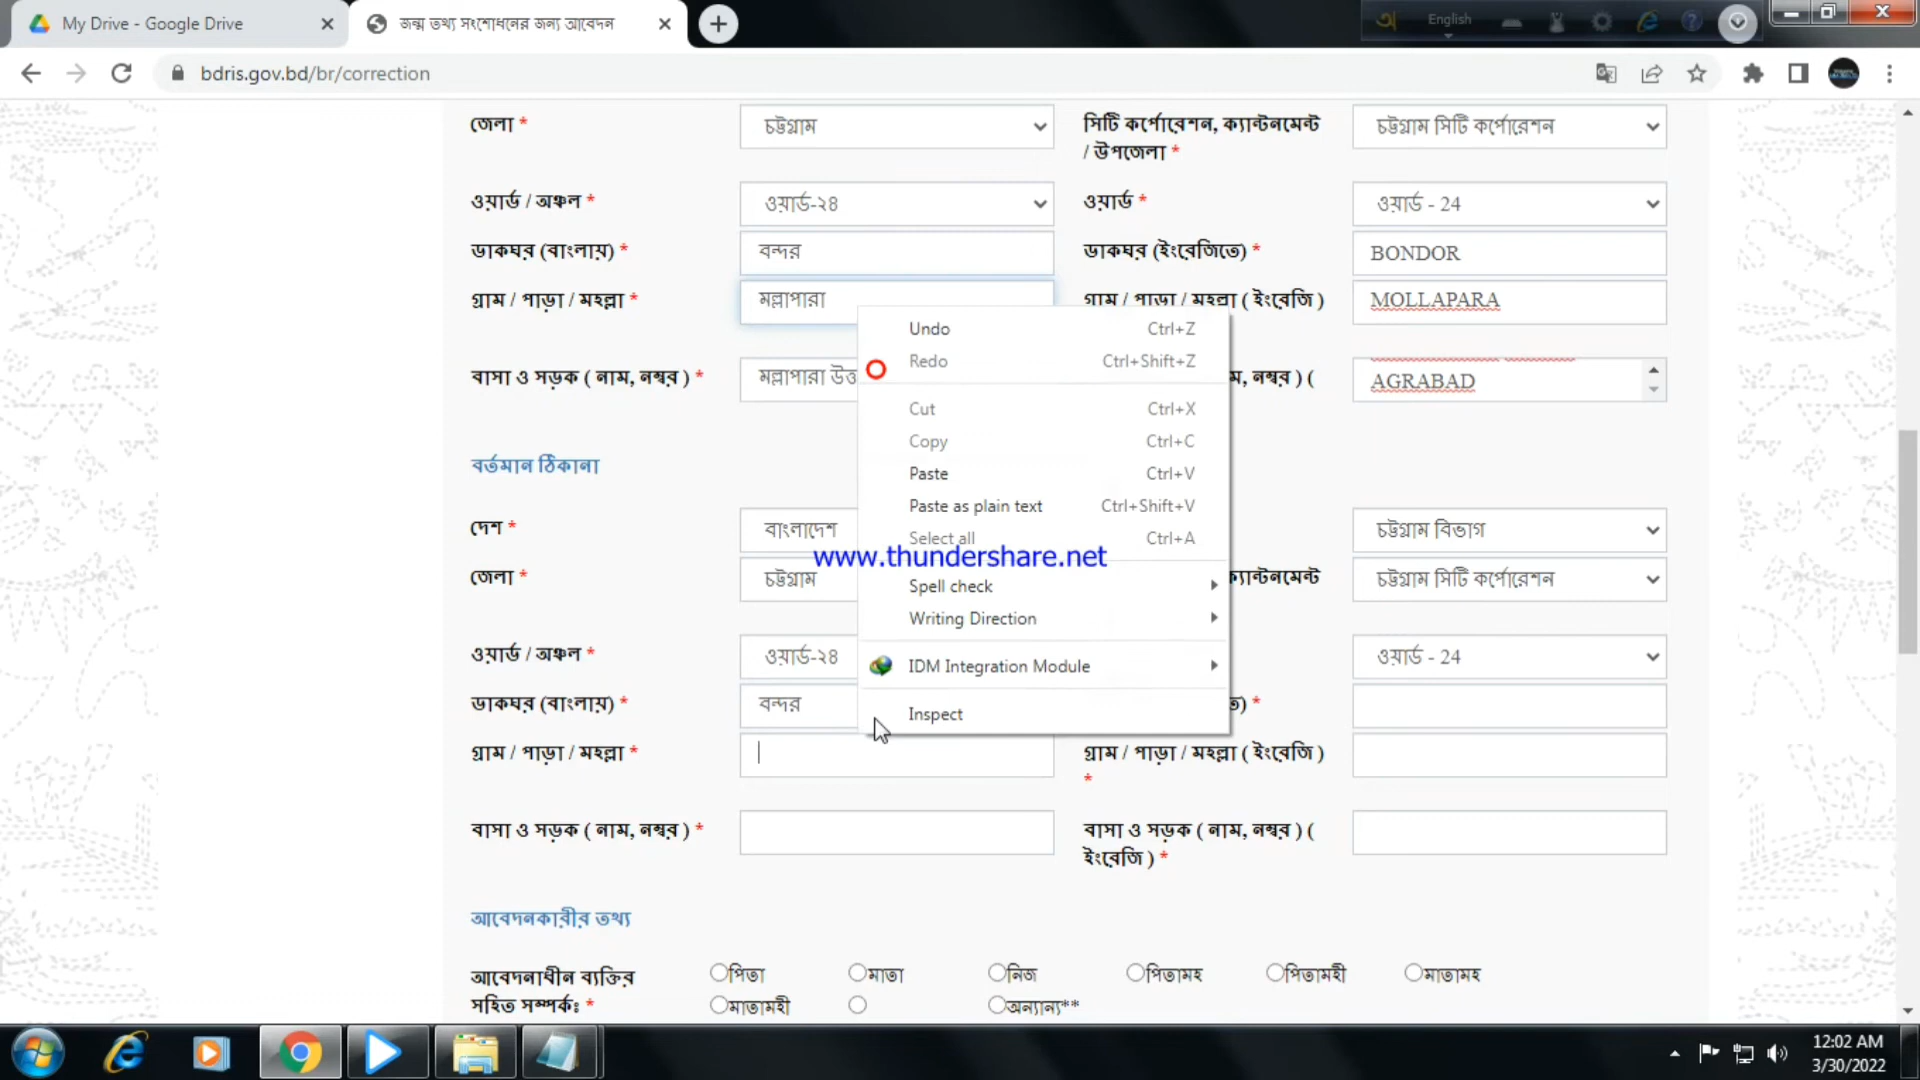 My Drive - Google Drive
জন্ম তথ্য সংশোধনের জন্য আবেদন
English
bdris.gov.bd/br/correction
জেলা *
চট্টগ্রাম
সিটি কর্পোরেশন, ক্যান্টনমেন্ট
/ উপজেলা *
চট্টগ্রাম সিটি কর্পোরেশন
ওয়ার্ড / অঞ্চল *
ওয়ার্ড-২৪
ওয়ার্ড *
ওয়ার্ড - 24
ডাকঘর (বাংলায়) *
বন্দর
ডাকঘর (ইংরেজিতে) *
BONDOR
গ্রাম / পাড়া / মহল্লা *
মল্লাপারা
গ্রাম / পাড়া / মহল্লা ( ইংরেজি )
MOLLAPARA
Undo Ctrl+Z
Redo Ctrl+Shift+Z
বাসা ও সড়ক ( নাম, নম্বর ) *
মল্লাপারা উত্ত
ম, নম্বর ) (
AGRABAD
Cut Ctrl+X
Copy Ctrl+C
বর্তমান ঠিকানা
Paste Ctrl+V
Paste as plain text Ctrl+Shift+V
দেশ *
বাংলাদেশ
Select all Ctrl+A
চট্টগ্রাম বিভাগ
www.thundershare.net
জেলা *
চট্টগ্রাম
Spell check
ক্যান্টনমেন্ট
চট্টগ্রাম সিটি কর্পোরেশন
Writing Direction
ওয়ার্ড / অঞ্চল *
ওয়ার্ড-২৪
IDM Integration Module
ওয়ার্ড - 24
ডাকঘর (বাংলায়) *
বন্দর
Inspect
ত) *
গ্রাম / পাড়া / মহল্লা *
গ্রাম / পাড়া / মহল্লা ( ইংরেজি )
*
বাসা ও সড়ক ( নাম, নম্বর ) *
বাসা ও সড়ক ( নাম, নম্বর ) (
ইংরেজি ) *
আবেদনকারীর তথ্য
আবেদনাধীন ব্যক্তির
সহিত সম্পর্কঃ *
পিতা মাতা নিজ পিতামহ পিতামহী মাতামহ
মাতামহী অন্যান্য**
12:02 AM
3/30/2022